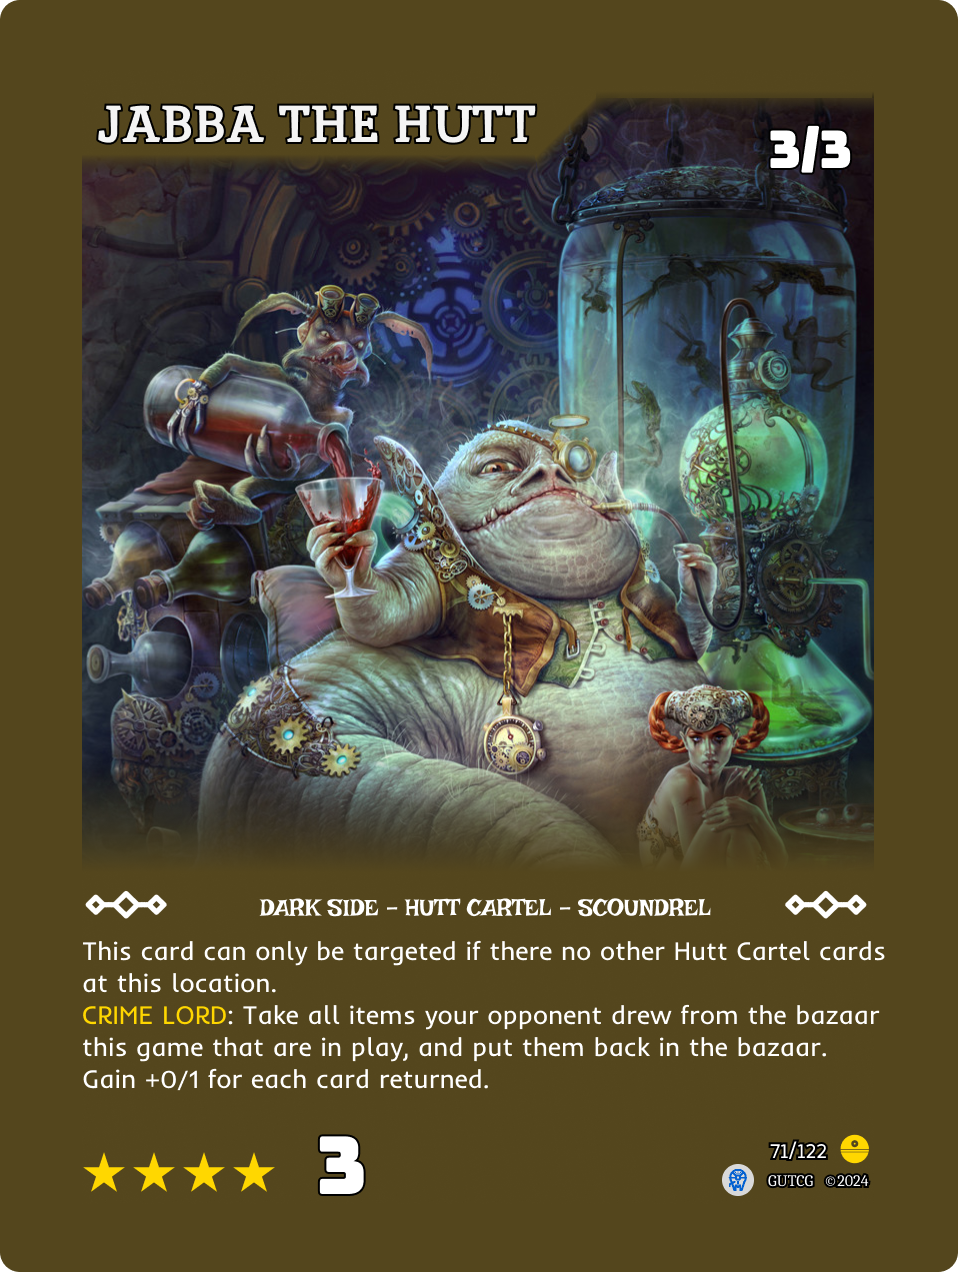 JABBA THE HUTT
3/3
DARK SIDE – HUTT CARTEL – SCOUNDREL
This card can only be targeted if there no other Hutt Cartel cards
at this location.
CRIME LORD: Take all items your opponent drew from the bazaar
this game that are in play, and put them back in the bazaar.
Gain +0/1 for each card returned.
3
71/122
GUTCG ©2024